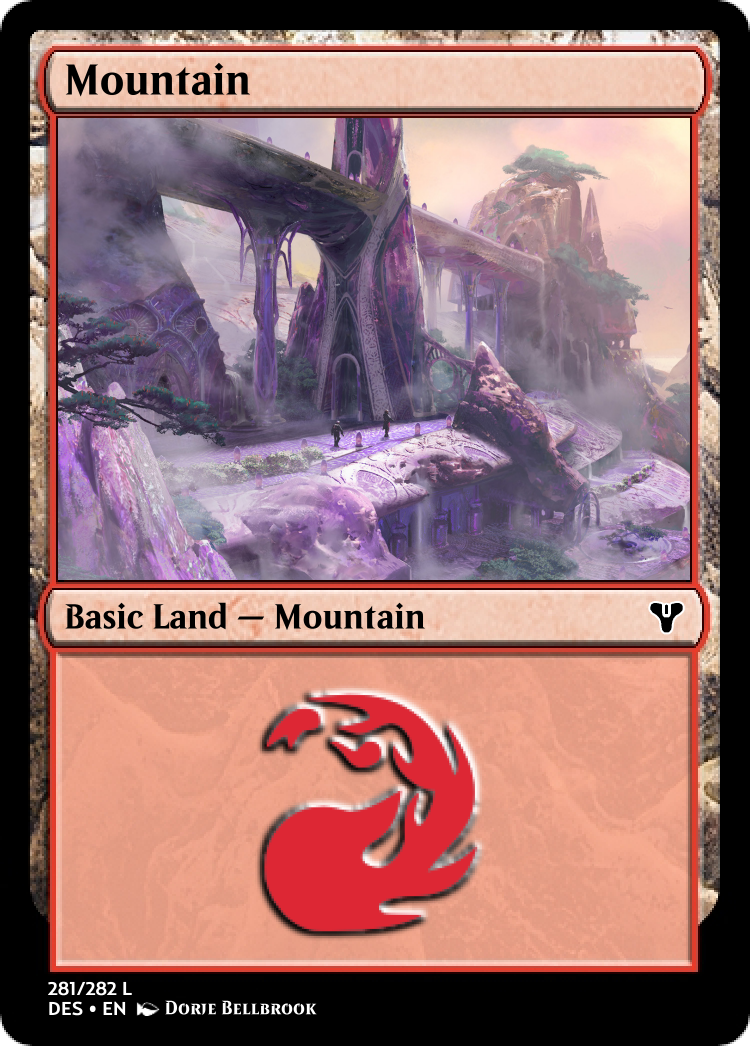 Mountain
Basic Land — Mountain
281/282 L
DES • EN Dorje Bellbrook